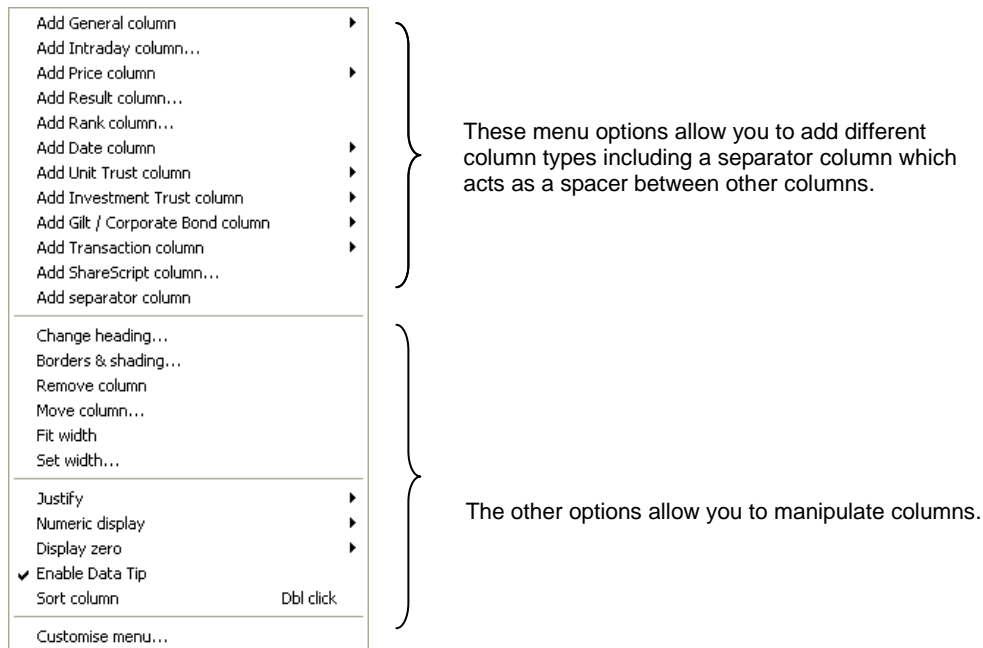 Add General column
Add Intraday column...
Add Price column
Add Result column...
Add Rank column...
Add Date column
Add Unit Trust column
Add Investment Trust column
Add Gilt / Corporate Bond column
Add Transaction column
Add ShareScript column...
Add separator column
These menu options allow you to add different
column types including a separator column which
acts as a spacer between other columns.
Change heading...
Borders & shading...
Remove column
Move column...
Fit width
Set width...
Justify
Numeric display
Display zero
Enable Data Tip
Sort column Dbl click
Customise menu...
The other options allow you to manipulate columns.